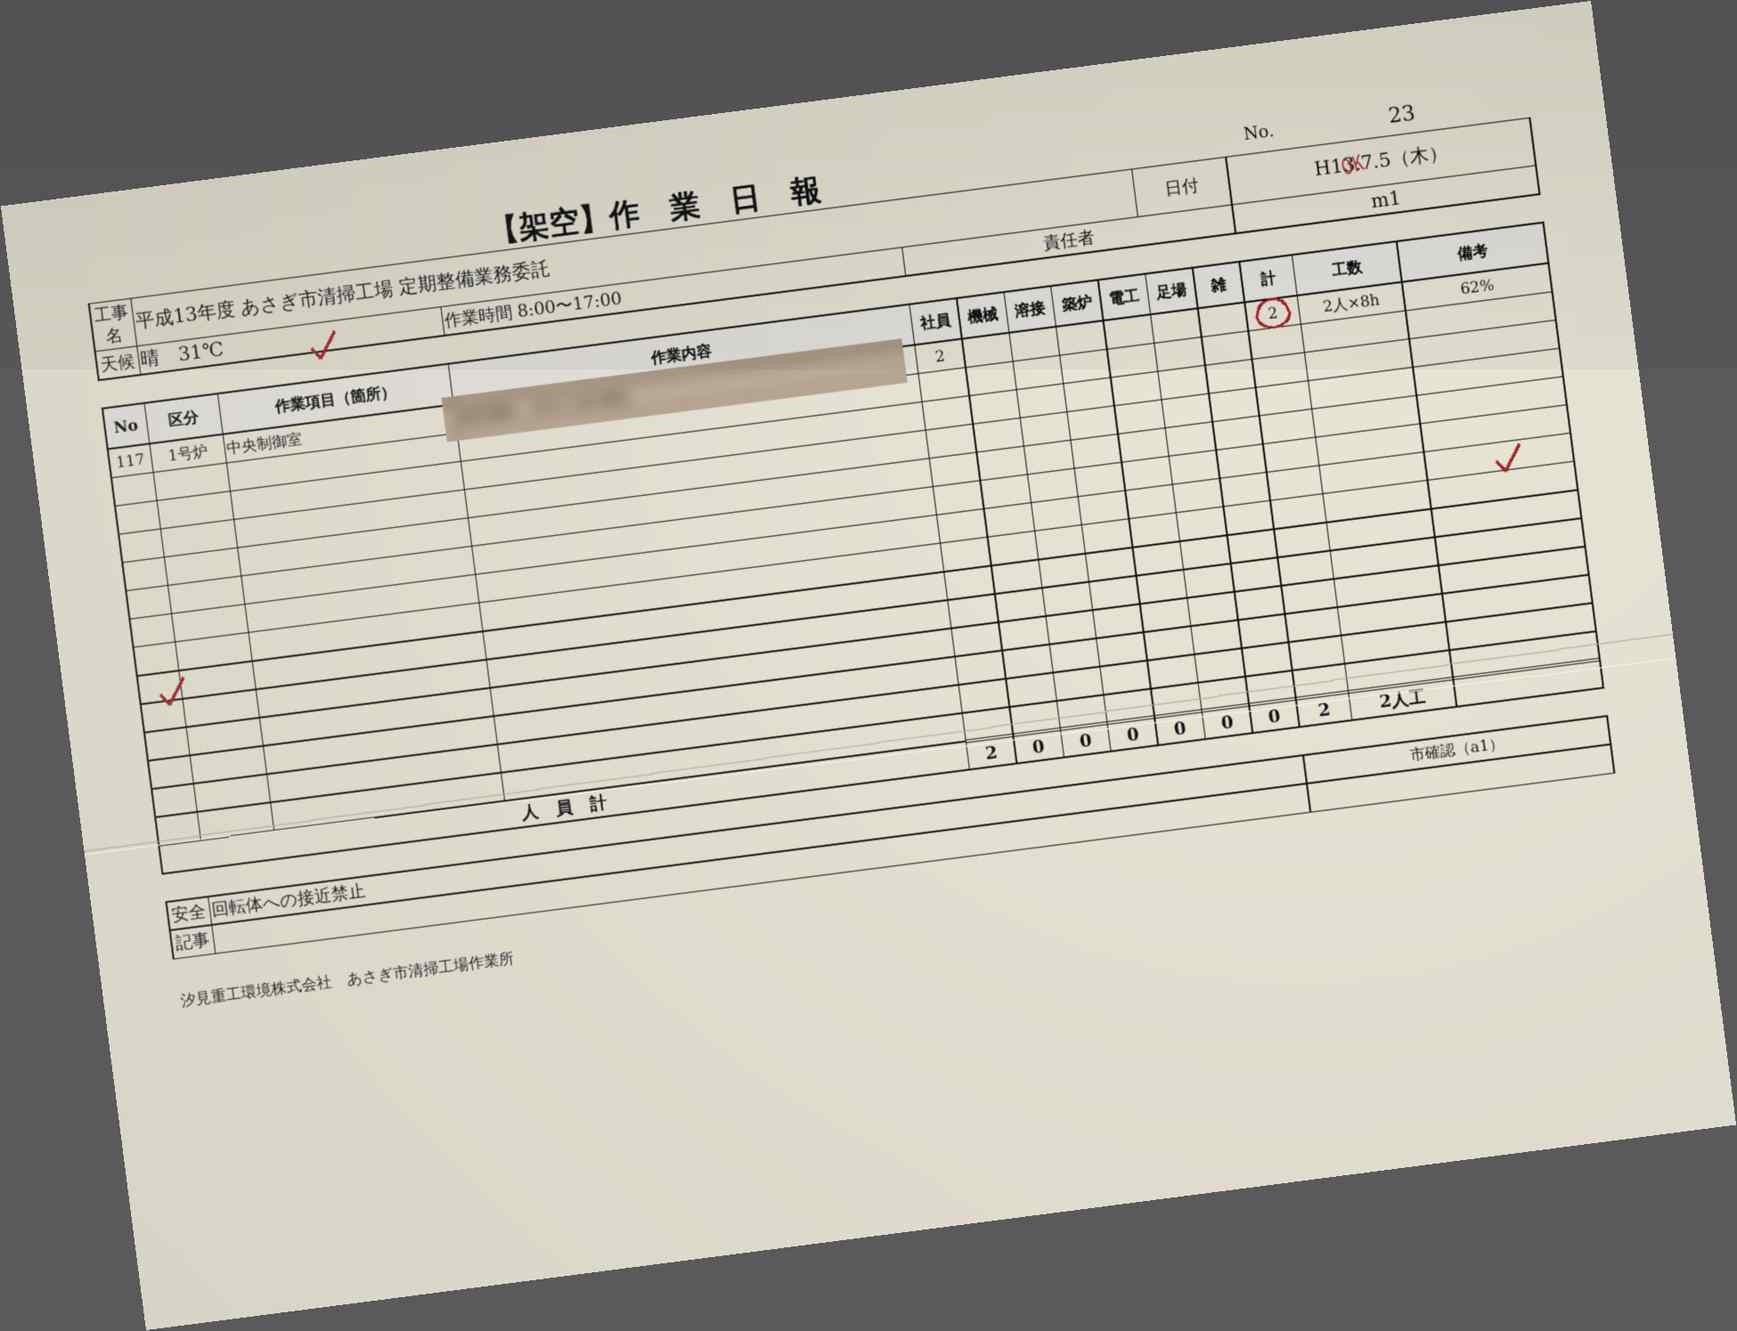 No. 23
【架空】作 業 日 報
工事名 平成13年度 あさぎ市清掃工場 定期整備業務委託 日付 H13.7.5（木）
天候 晴 31℃ 作業時間 8:00〜17:00 責任者 m1
No 区分 作業項目（箇所） 作業内容 社員 機械 溶接 築炉 電工 足場 雑 計 工数 備考
117 1号炉 中央制御室 2 2 2人×8h 62%
人 員 計 2 0 0 0 0 0 0 2 2人工
安全 回転体への接近禁止 市確認（a1）
記事
汐見重工環境株式会社 あさぎ市清掃工場作業所